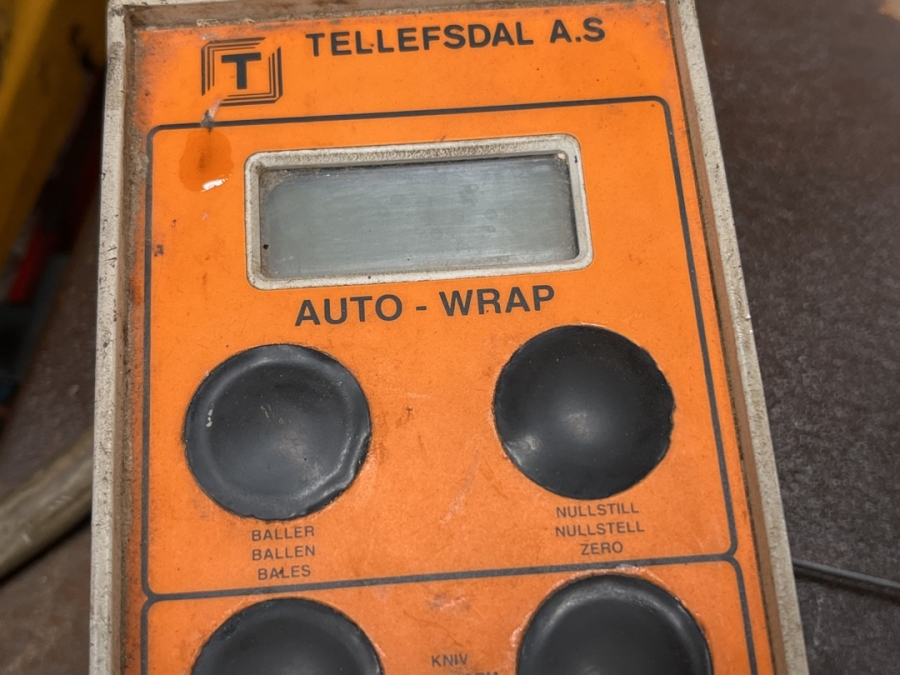 T
TELLEFSDAL A.S
AUTO - WRAP
BALLER
BALLEN
BALES
NULLSTILL
NULLSTELL
ZERO
KNIV